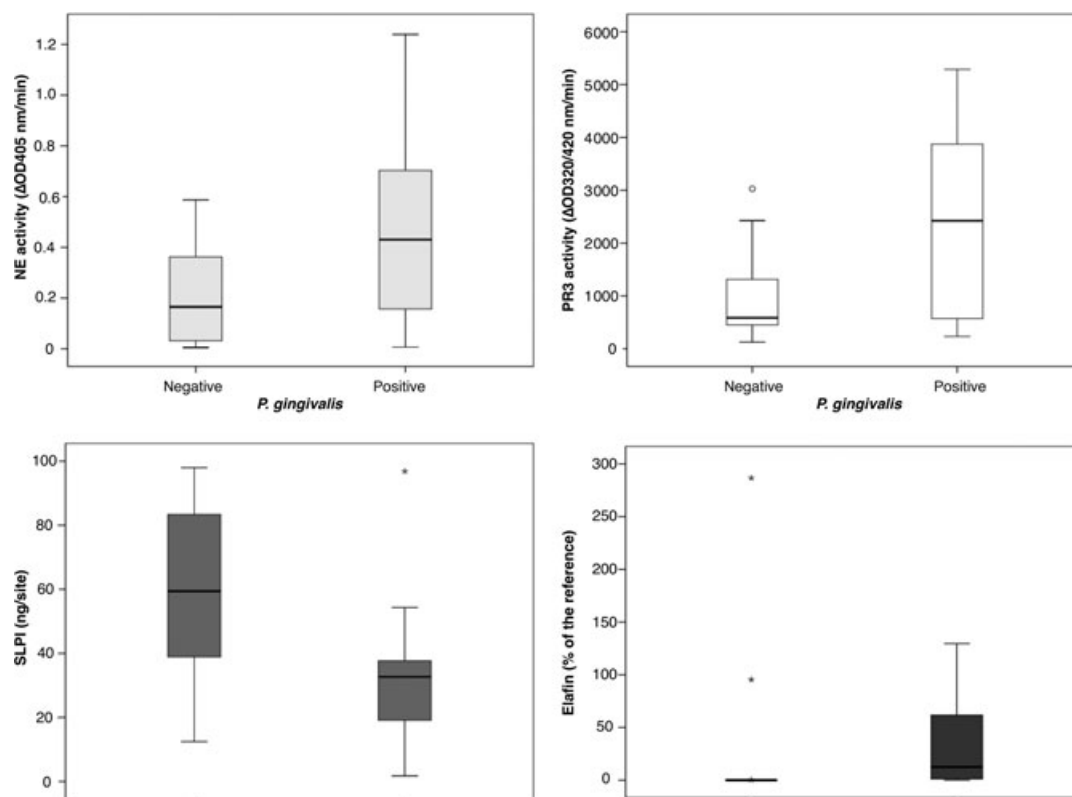 NE activity (ΔOD405 nm/min)
1.2
1.0
0.8
0.6
0.4
0.2
0
Negative
Positive
P. gingivalis
PR3 activity (ΔOD320/420 nm/min)
6000
5000
4000
3000
2000
1000
0
Negative
Positive
P. gingivalis
SLPI (ng/site)
100
80
60
40
20
0
Elafin (% of the reference)
300
250
200
150
100
50
0